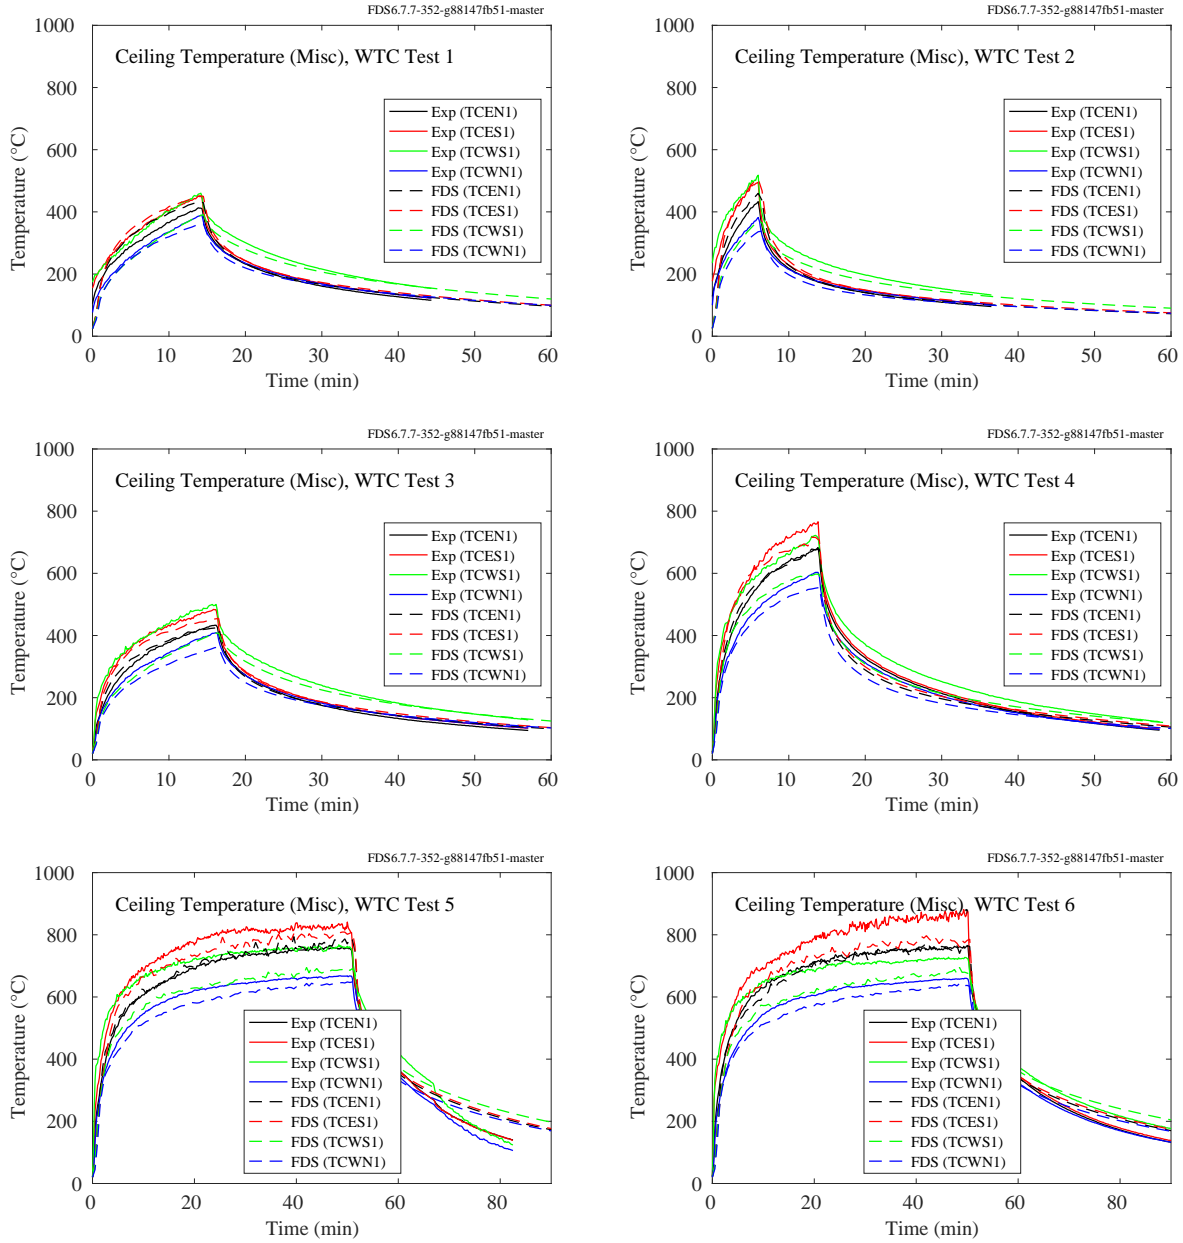 FDS6.7.7-352-g88147fb51-master
Ceiling Temperature (Misc), WTC Test 1
Temperature (°C)
1000
800
600
400
200
0
Exp (TCEN1)
Exp (TCES1)
Exp (TCWS1)
Exp (TCWN1)
FDS (TCEN1)
FDS (TCES1)
FDS (TCWS1)
FDS (TCWN1)
0 10 20 30 40 50 60
Time (min)
FDS6.7.7-352-g88147fb51-master
Ceiling Temperature (Misc), WTC Test 2
Temperature (°C)
1000
800
600
400
200
0
Exp (TCEN1)
Exp (TCES1)
Exp (TCWS1)
Exp (TCWN1)
FDS (TCEN1)
FDS (TCES1)
FDS (TCWS1)
FDS (TCWN1)
0 10 20 30 40 50 60
Time (min)
FDS6.7.7-352-g88147fb51-master
Ceiling Temperature (Misc), WTC Test 3
Temperature (°C)
1000
800
600
400
200
0
Exp (TCEN1)
Exp (TCES1)
Exp (TCWS1)
Exp (TCWN1)
FDS (TCEN1)
FDS (TCES1)
FDS (TCWS1)
FDS (TCWN1)
0 10 20 30 40 50 60
Time (min)
FDS6.7.7-352-g88147fb51-master
Ceiling Temperature (Misc), WTC Test 4
Temperature (°C)
1000
800
600
400
200
0
Exp (TCEN1)
Exp (TCES1)
Exp (TCWS1)
Exp (TCWN1)
FDS (TCEN1)
FDS (TCES1)
FDS (TCWS1)
FDS (TCWN1)
0 10 20 30 40 50 60
Time (min)
FDS6.7.7-352-g88147fb51-master
Ceiling Temperature (Misc), WTC Test 5
Temperature (°C)
1000
800
600
400
200
0
Exp (TCEN1)
Exp (TCES1)
Exp (TCWS1)
Exp (TCWN1)
FDS (TCEN1)
FDS (TCES1)
FDS (TCWS1)
FDS (TCWN1)
0 20 40 60 80
Time (min)
FDS6.7.7-352-g88147fb51-master
Ceiling Temperature (Misc), WTC Test 6
Temperature (°C)
1000
800
600
400
200
0
Exp (TCEN1)
Exp (TCES1)
Exp (TCWS1)
Exp (TCWN1)
FDS (TCEN1)
FDS (TCES1)
FDS (TCWS1)
FDS (TCWN1)
0 20 40 60 80
Time (min)